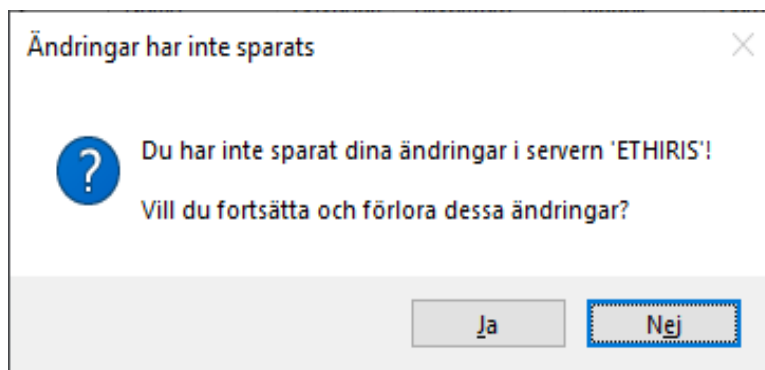 Ändringar har inte sparats
Du har inte sparat dina ändringar i servern 'ETHIRIS'!
Vill du fortsätta och förlora dessa ändringar?
Ja
Nej